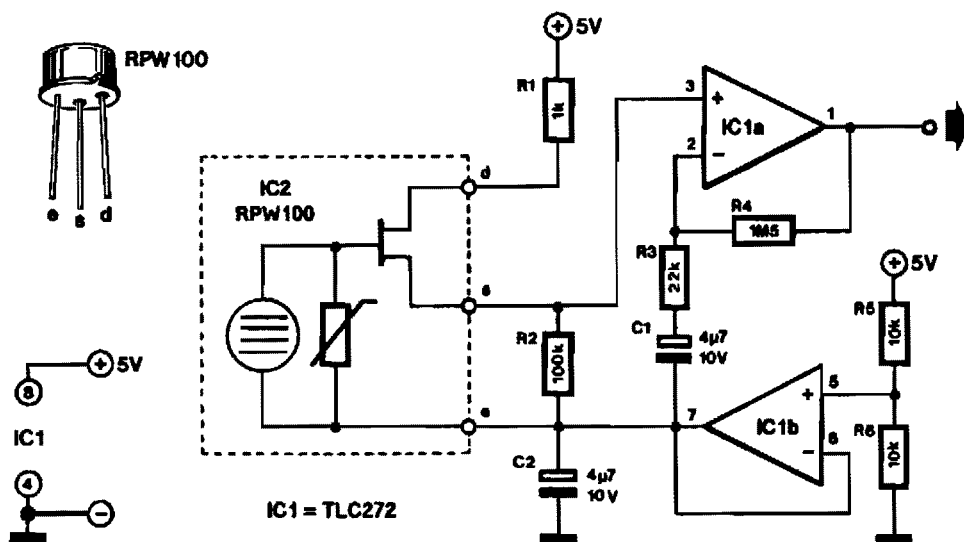 RPW100
e s d
8
5V
IC1
4
IC2
RPW100
d
s
e
IC1 = TLC272
5V
R1
1k
R2
100k
C2
4µ7
10V
3
+
2
−
IC1a
1
R4
1M5
R3
22k
C1
4µ7
10V
7
IC1b
5
+
6
−
5V
R5
10k
R6
10k